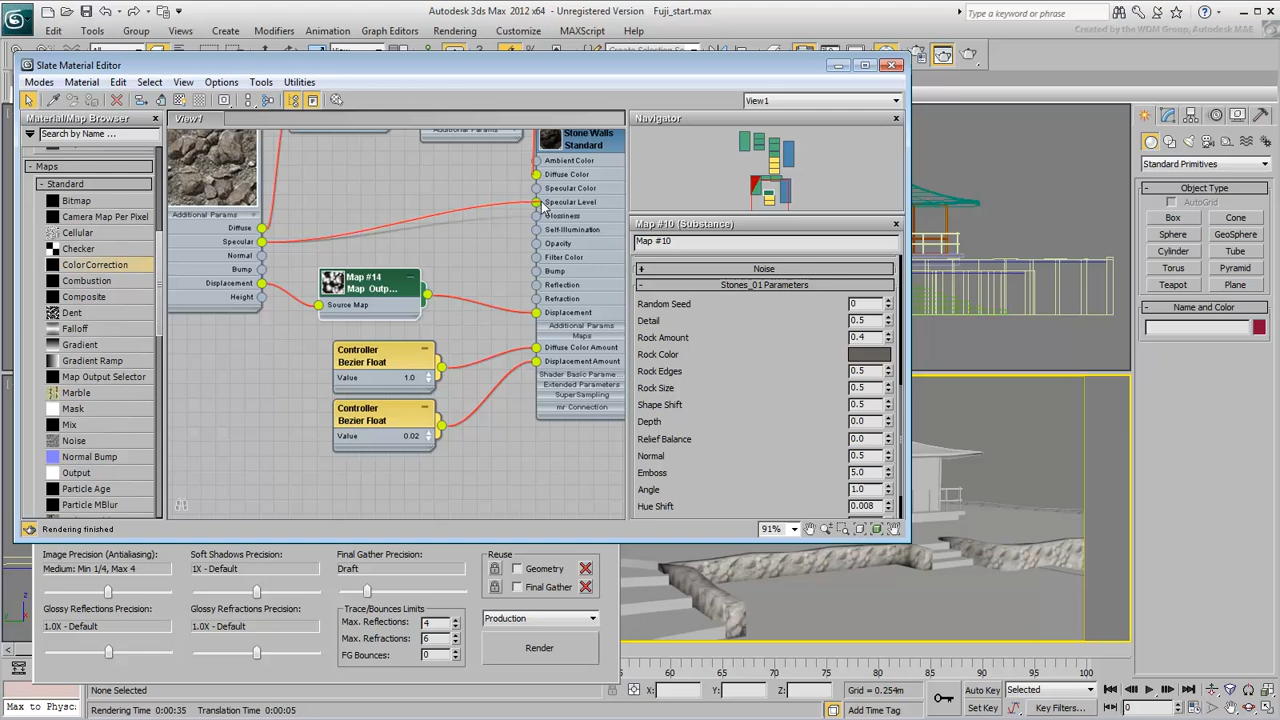 Autodesk 3ds Max 2012 x64 - Unregistered Version Fuji_start.max
Type a keyword or phrase
Created by the WDM Group, Autodesk MAE
Edit Tools Group Views Create Modifiers Animation Graph Editors Rendering Customize MAXScript Help
Slate Material Editor
Modes Material Edit Select View Options Tools Utilities
View1
Material/Map Browser
Search by Name ...
- Maps
- Standard
Bitmap
Camera Map Per Pixel
Cellular
Checker
ColorCorrection
Combustion
Composite
Dent
Falloff
Gradient
Gradient Ramp
Map Output Selector
Marble
Mask
Mix
Noise
Normal Bump
Output
Particle Age
Particle MBlur
View1
Additional Params
Diffuse
Specular
Normal
Bump
Displacement
Height
Additional Params
Map #14
Map Outp...
Source Map
Controller
Bezier Float
Value 1.0
Controller
Bezier Float
Value 0.02
Stone Walls
Standard
Ambient Color
Diffuse Color
Specular Color
Specular Level
Glossiness
Self-Illumination
Opacity
Filter Color
Bump
Reflection
Refraction
Displacement
Additional Params
Maps
Diffuse Color Amount
Displacement Amount
Shader Basic Parame...
Extended Parameters
SuperSampling
mr Connection
Navigator
Map #10 (Substance)
Map #10
+ Noise
- Stones_01 Parameters
Random Seed 0
Detail 0.5
Rock Amount 0.4
Rock Color
Rock Edges 0.5
Rock Size 0.5
Shape Shift 0.5
Depth 0.0
Relief Balance 0.0
Normal 0.5
Emboss 5.0
Angle 1.0
Hue Shift 0.008
Rendering finished
91%
Standard Primitives
- Object Type
AutoGrid
Box Cone
Sphere GeoSphere
Cylinder Tube
Torus Pyramid
Teapot Plane
- Name and Color
Image Precision (Antialiasing):
Medium: Min 1/4, Max 4
Soft Shadows Precision:
1X - Default
Final Gather Precision:
Draft
Glossy Reflections Precision:
1.0X - Default
Glossy Refractions Precision:
1.0X - Default
Trace/Bounces Limits
Max. Reflections: 4
Max. Refractions: 6
FG Bounces: 0
Reuse
Geometry
Final Gather
Production
Render
65 70 75 80 85 90 95 100
None Selected
X: Y: Z: Grid = 0.254m
Auto Key Selected
Max to Physc
Rendering Time 0:00:35 Translation Time 0:00:05
Add Time Tag
Set Key Key Filters... 0